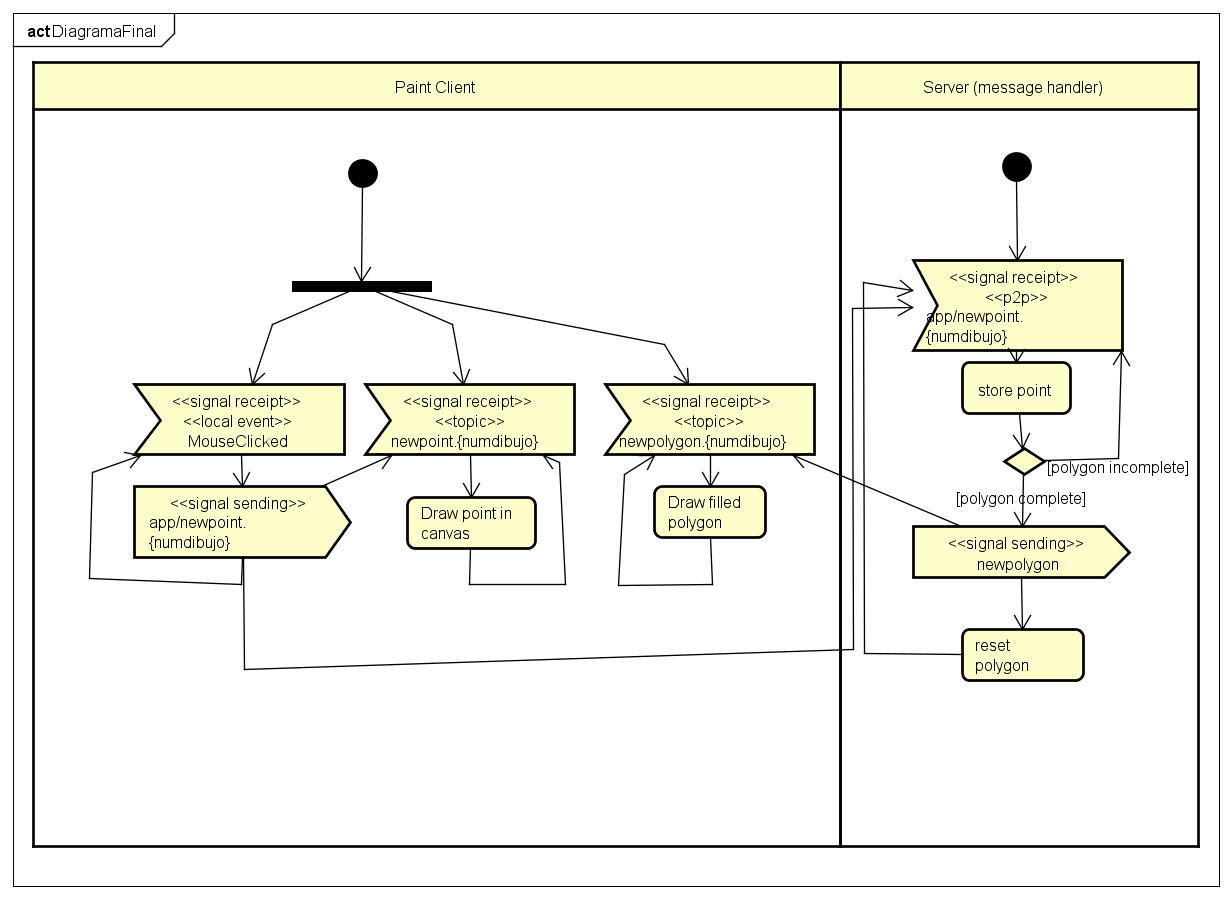 act DiagramaFinal
Paint Client
Server (message handler)
<<signal receipt>>
<<p2p>>
app/newpoint.
{numdibujo}
store point
[polygon incomplete]
[polygon complete]
<<signal sending>>
newpolygon
reset
polygon
<<signal receipt>>
<<local event>>
MouseClicked
<<signal sending>>
app/newpoint.
{numdibujo}
<<signal receipt>>
<<topic>>
newpoint.{numdibujo}
Draw point in
canvas
<<signal receipt>>
<<topic>>
newpolygon.{numdibujo}
Draw filled
polygon